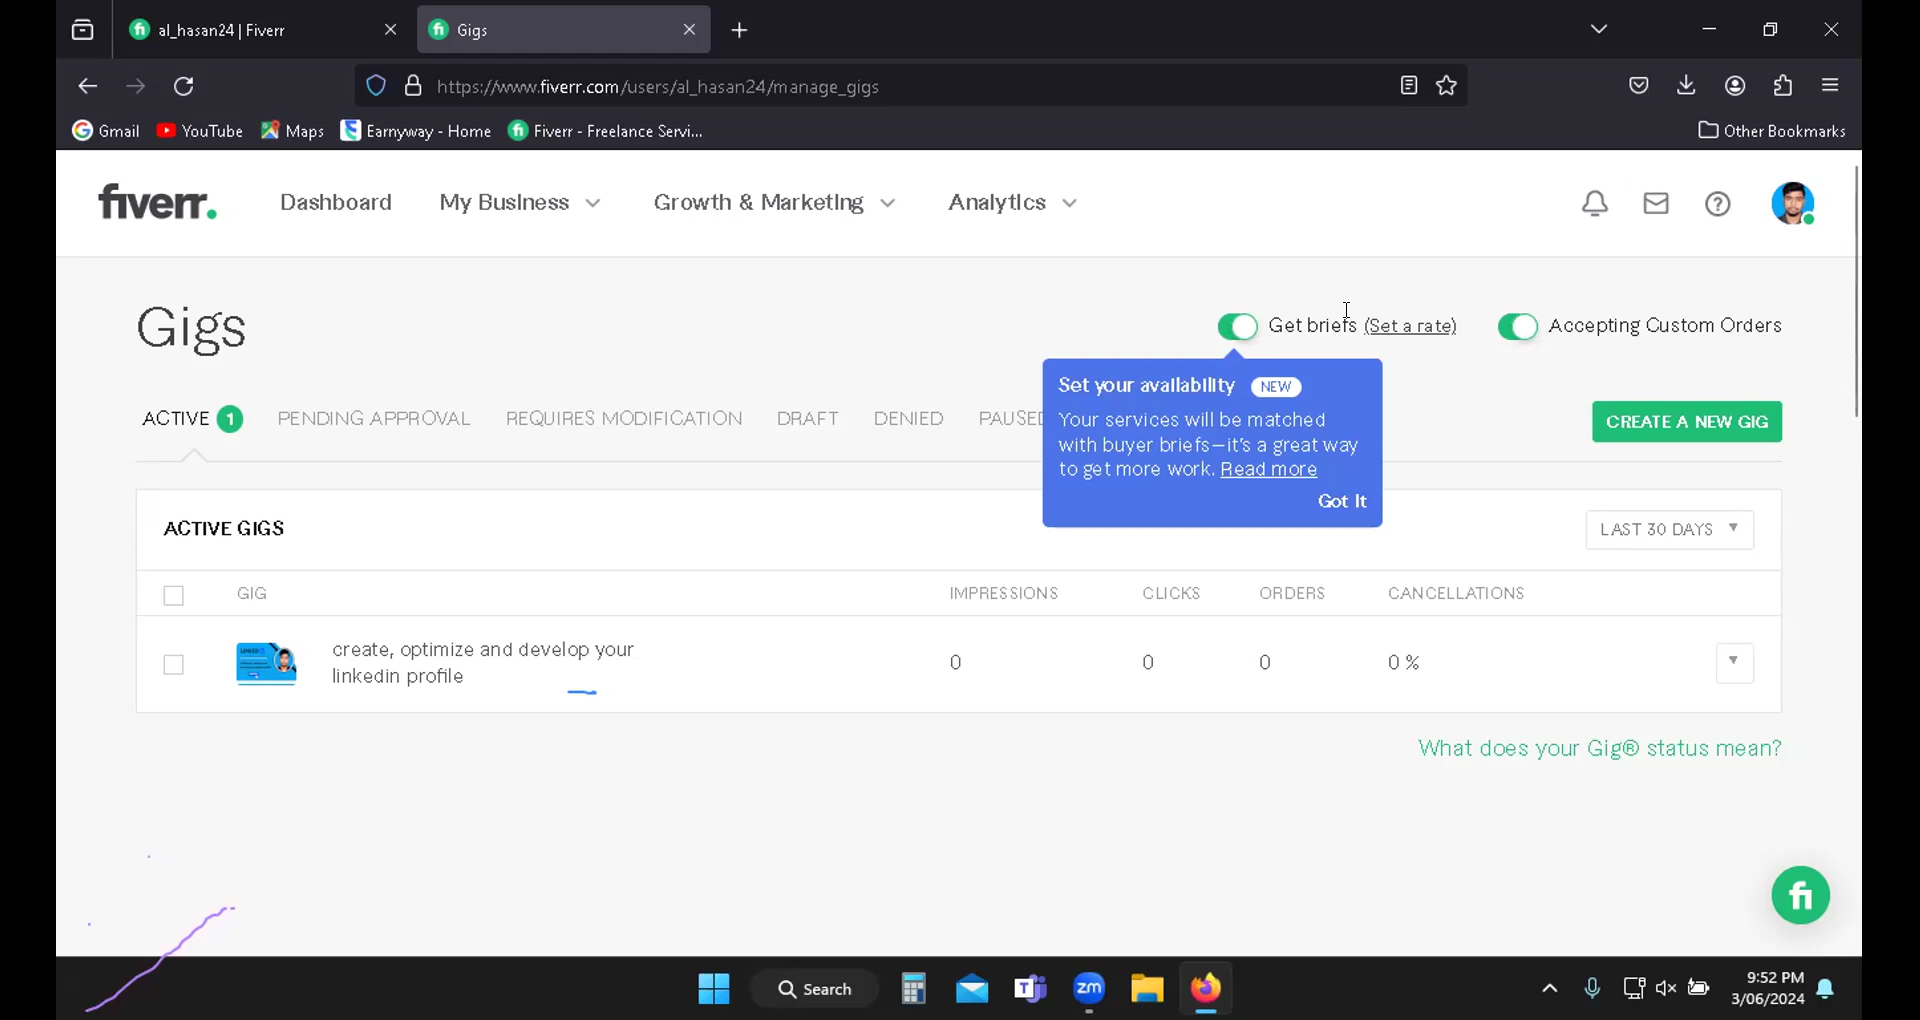 al_hasan24 | Fiverr
Gigs
https://www.fiverr.com/users/al_hasan24/manage_gigs
Gmail
YouTube
Maps
Earnyway - Home
Fiverr - Freelance Servi...
Other Bookmarks
fiverr.
Dashboard
My Business
Growth & Marketing
Analytics
Gigs
Get briefs (Set a rate)
Accepting Custom Orders
Set your availability NEW
Your services will be matched
with buyer briefs—it's a great way
to get more work. Read more
Got It
ACTIVE 1
PENDING APPROVAL
REQUIRES MODIFICATION
DRAFT
DENIED
PAUSED
CREATE A NEW GIG
ACTIVE GIGS
LAST 30 DAYS
GIG
IMPRESSIONS
CLICKS
ORDERS
CANCELLATIONS
create, optimize and develop your
linkedin profile
0
0
0
0 %
What does your Gig® status mean?
fi
Search
zm
9:52 PM
3/06/2024